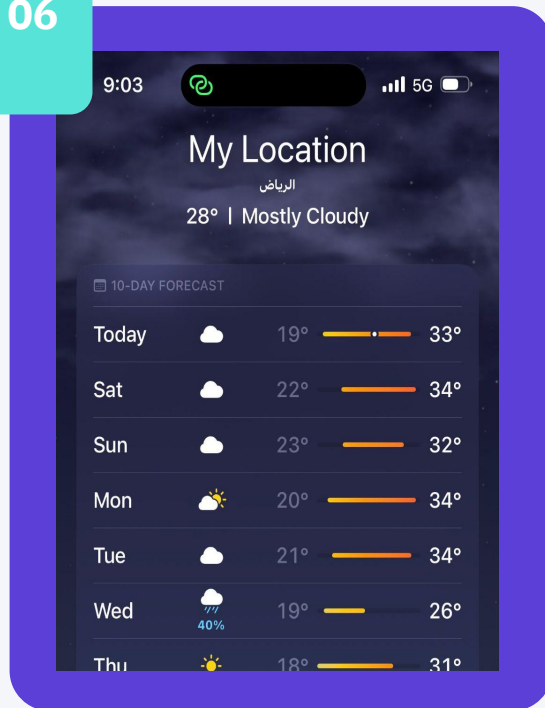 06
9:03
5G
My Location
الرياض
28° | Mostly Cloudy
10-DAY FORECAST
Today 19° 33°
Sat 22° 34°
Sun 23° 32°
Mon 20° 34°
Tue 21° 34°
Wed 40% 19° 26°
Thu 18° 31°